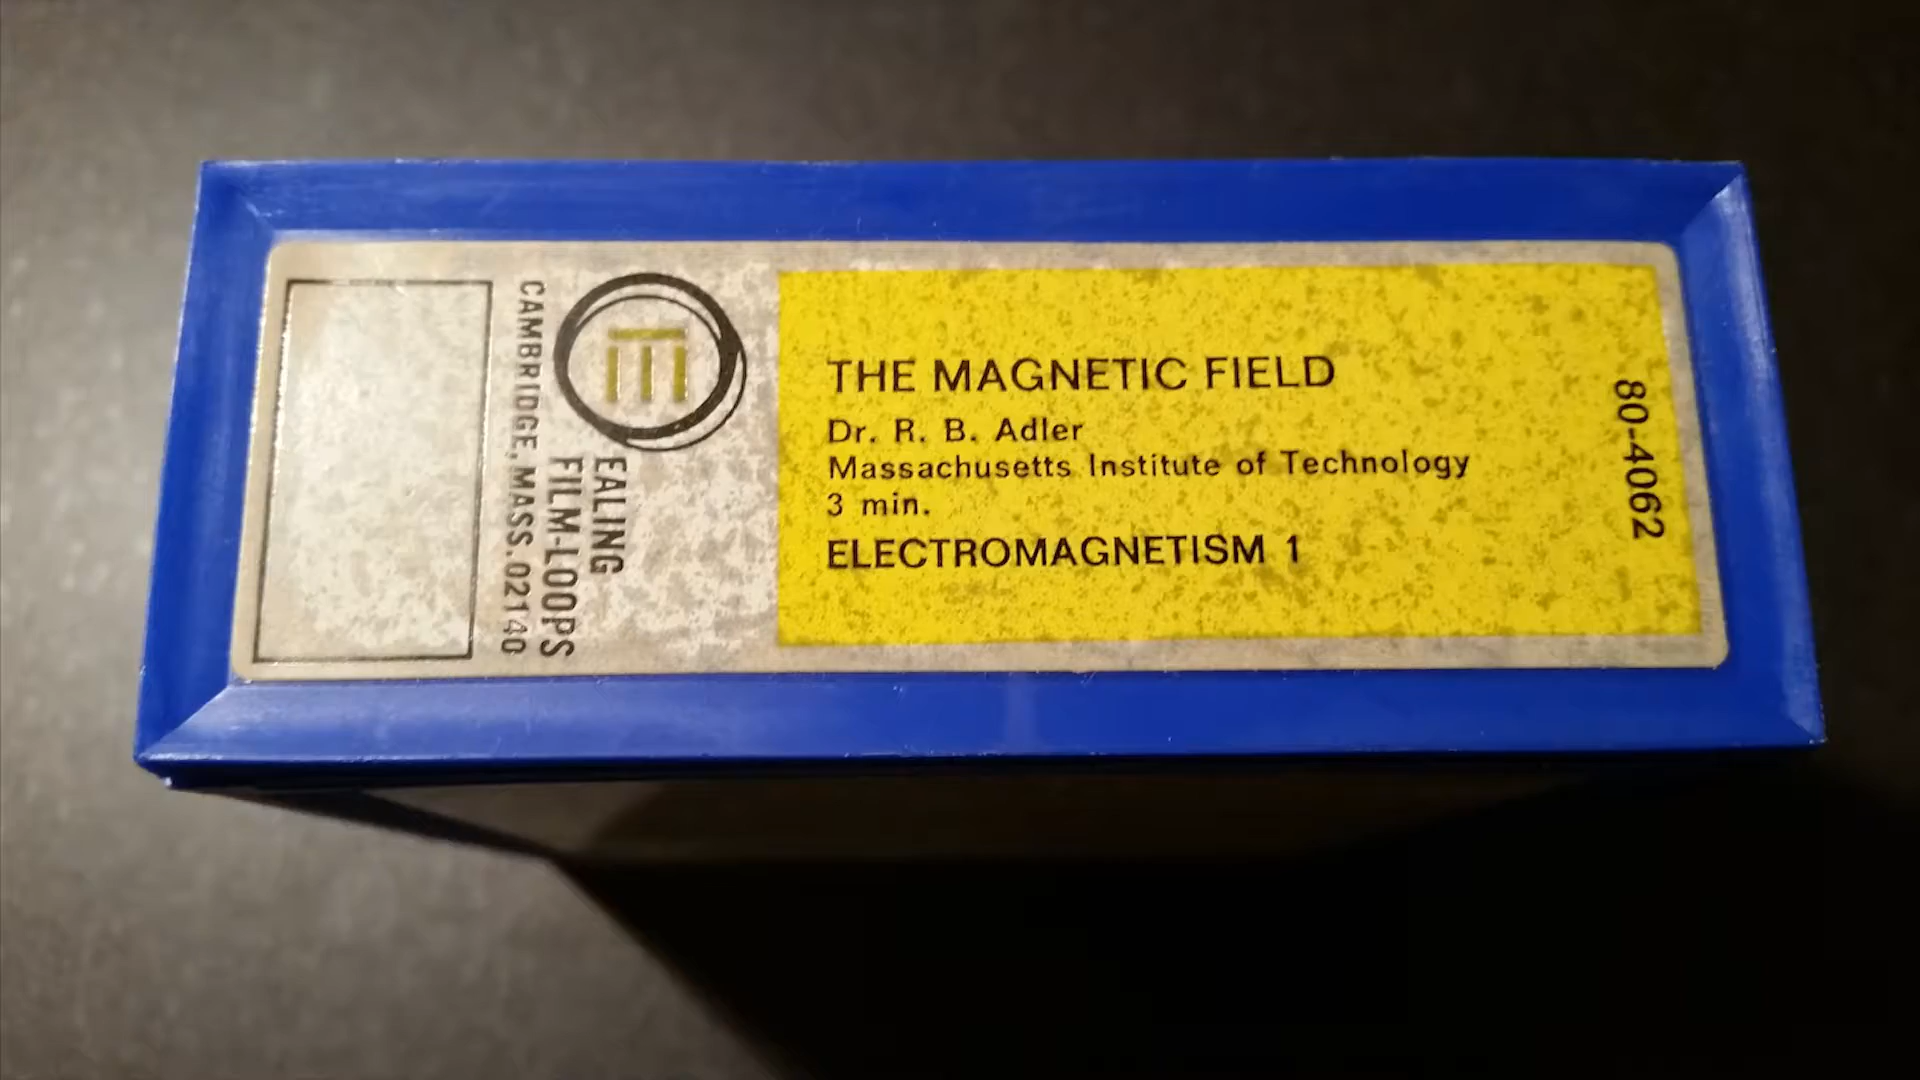 E
EALING
FILM-LOOPS
CAMBRIDGE, MASS. 02140
THE MAGNETIC FIELD
Dr. R. B. Adler
Massachusetts Institute of Technology
3 min.
ELECTROMAGNETISM 1
80-4062